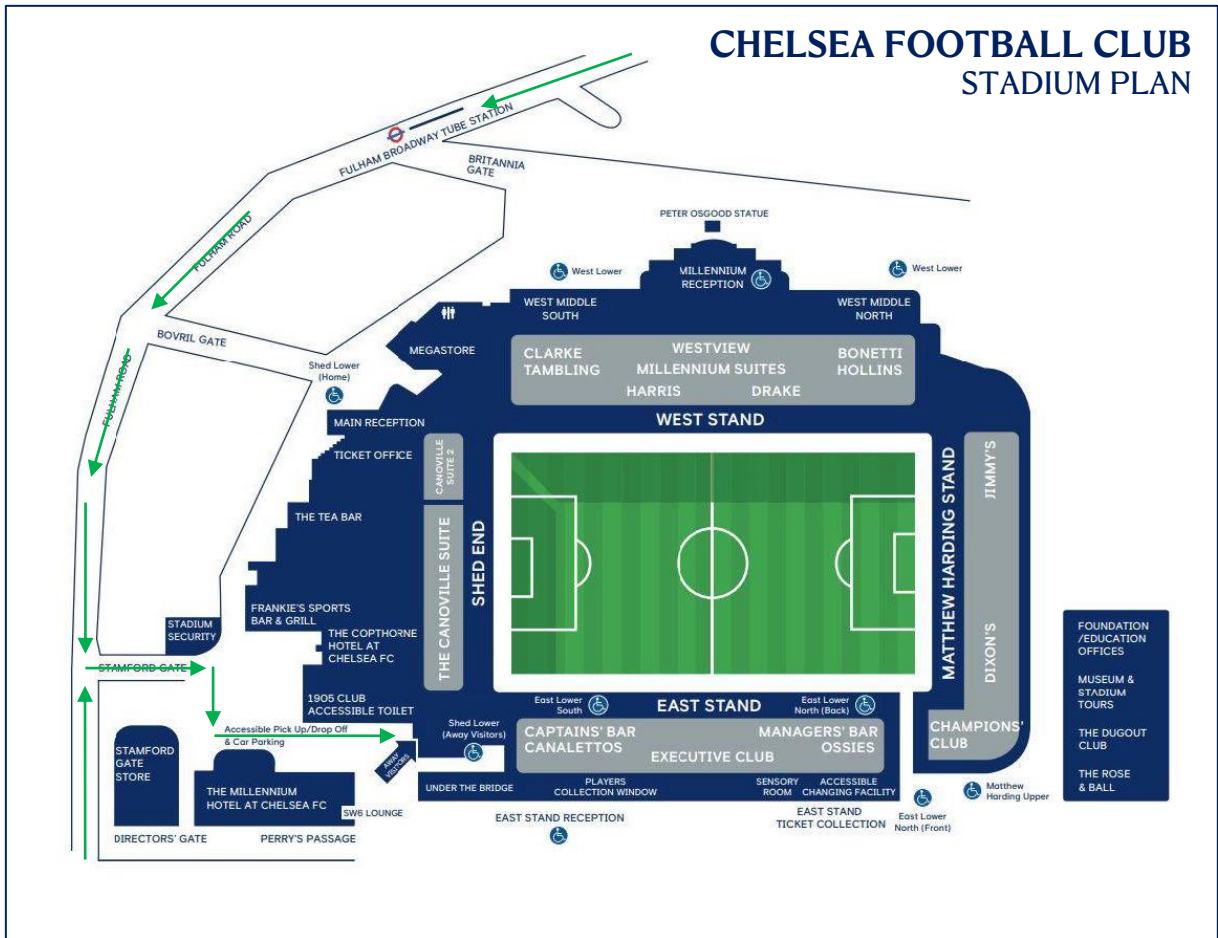 CHELSEA FOOTBALL CLUB
STADIUM PLAN
FULHAM BROADWAY TUBE STATION
BRITANNIA
GATE
FULHAM ROAD
BOVRIL GATE
FULHAM ROAD
PETER OSGOOD STATUE
West Lower
MILLENNIUM
RECEPTION
West Lower
WEST MIDDLE
SOUTH
WEST MIDDLE
NORTH
MEGASTORE
CLARKE
TAMBLING
WESTVIEW
MILLENNIUM SUITES
HARRIS
DRAKE
BONETTI
HOLLINS
WEST STAND
Shed Lower
(Home)
MAIN RECEPTION
TICKET OFFICE
THE TEA BAR
CANOVILLE
SUITE 2
THE CANOVILLE SUITE
SHED END
MATTHEW HARDING STAND
JIMMY'S
DIXON'S
CHAMPIONS'
CLUB
FRANKIE'S SPORTS
BAR & GRILL
STADIUM
SECURITY
THE COPTHORNE
HOTEL AT
CHELSEA FC
STAMFORD GATE
1905 CLUB
ACCESSIBLE TOILET
East Lower
South
EAST STAND
East Lower
North (Back)
Accessible Pick Up/Drop Off
& Car Parking
Shed Lower
(Away Visitors)
AWAY
VISITORS
CAPTAINS' BAR
CANALETTOS
MANAGERS' BAR
OSSIES
EXECUTIVE CLUB
STAMFORD
GATE
STORE
THE MILLENNIUM
HOTEL AT CHELSEA FC
SW6 LOUNGE
UNDER THE BRIDGE
PLAYERS
COLLECTION WINDOW
SENSORY
ROOM
ACCESSIBLE
CHANGING FACILITY
EAST STAND RECEPTION
EAST STAND
TICKET COLLECTION
East Lower
North (Front)
Matthew
Harding Upper
DIRECTORS' GATE
PERRY'S PASSAGE
FOUNDATION
/EDUCATION
OFFICES
MUSEUM &
STADIUM
TOURS
THE DUGOUT
CLUB
THE ROSE
& BALL